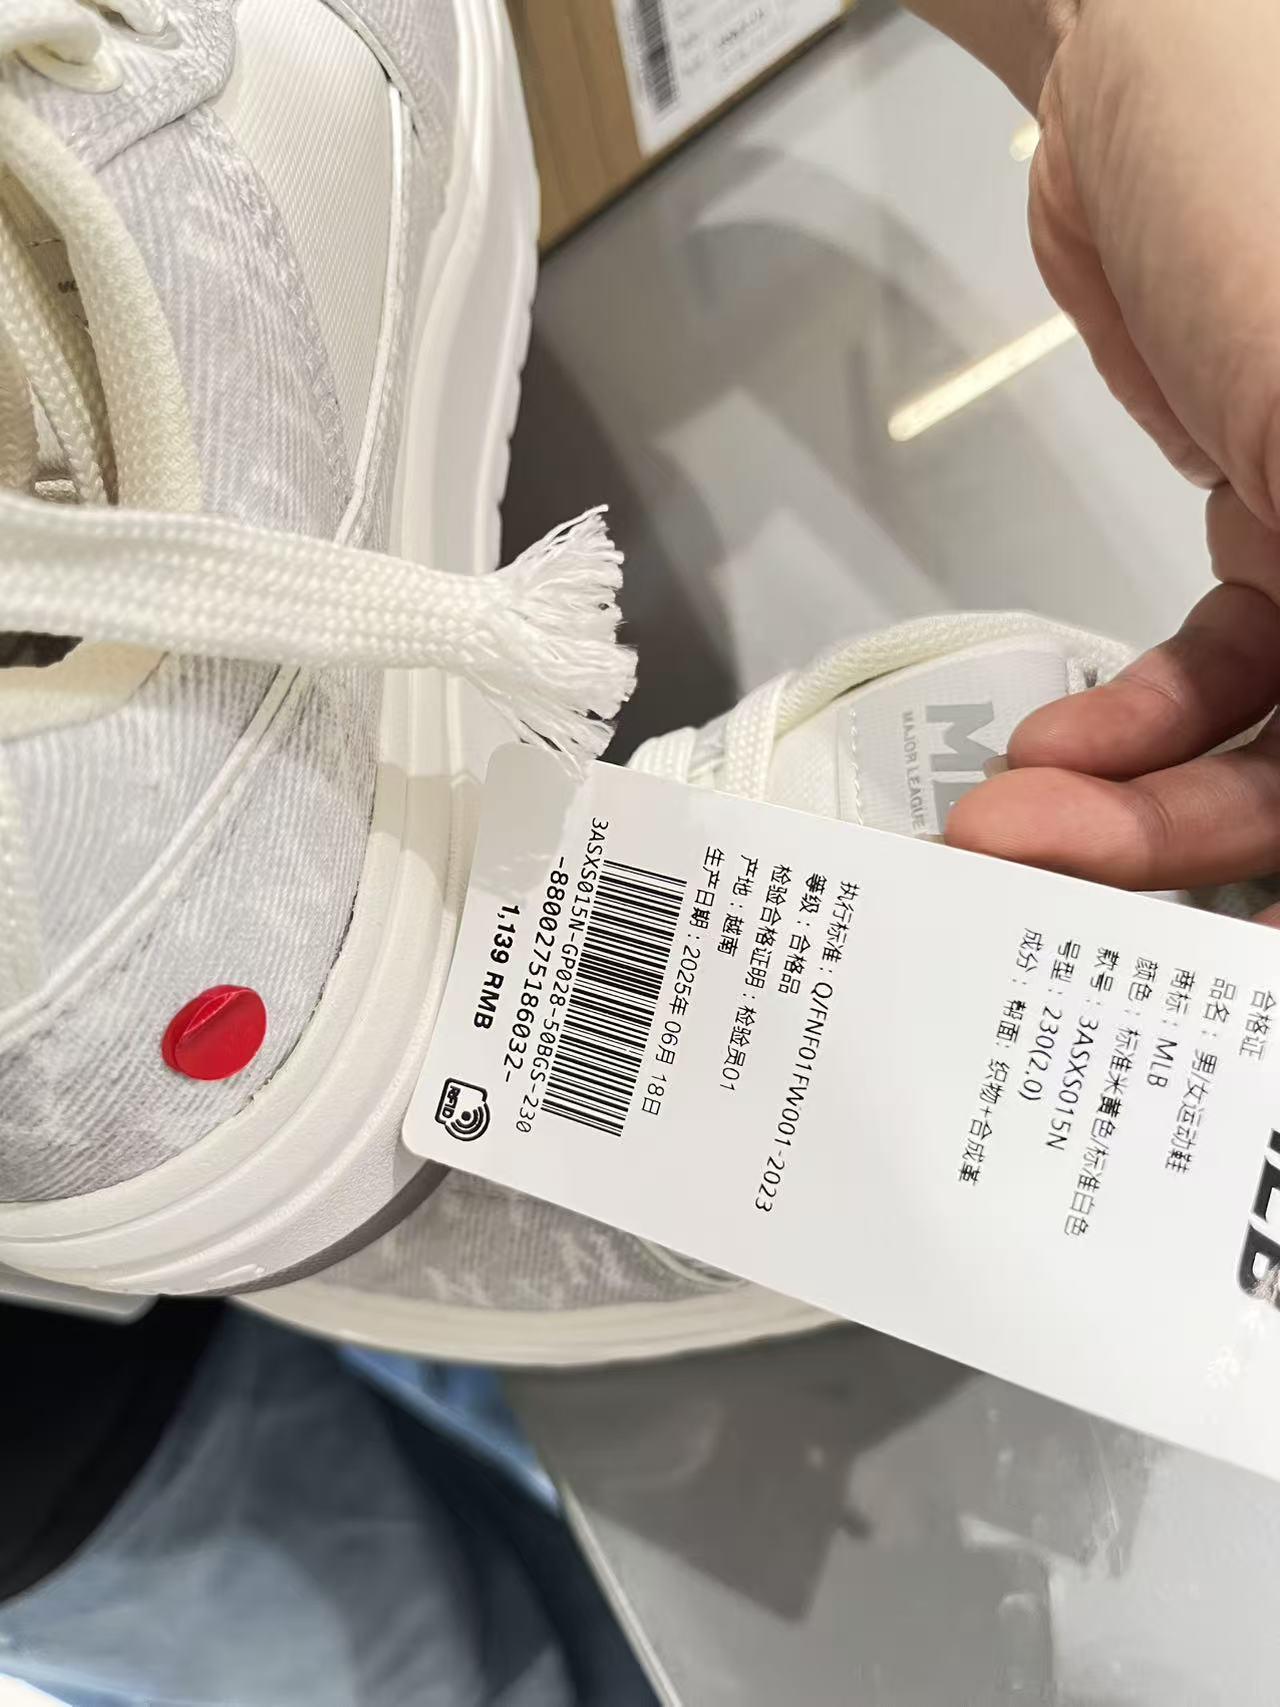 MLB
合格证
品名：男/女运动鞋
商标：MLB
颜色：标准米黄色/标准白色
款号：3ASXS015N
号型：230(2.0)
成分：帮面: 织物+合成革
执行标准：Q/FNF01FW001-2023
等级：合格品
检验合格证明：检验员01
产地：越南
生产日期：2025年 06月 18日
3ASXS015N-GP028-50BGS-230
-8800275186032-
1,139 RMB
RFID
MAJOR LEAGUE